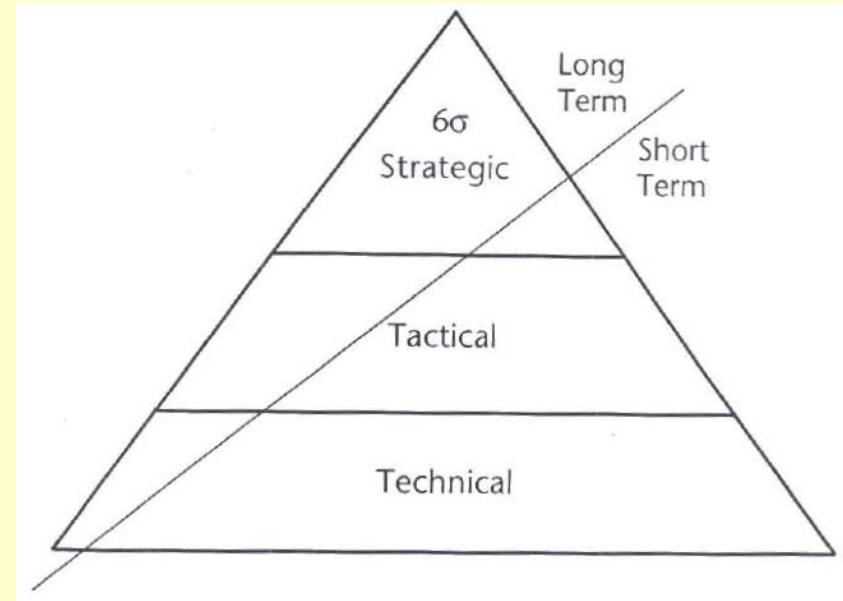 Long
Term
6σ
Strategic
Short
Term
Tactical
Technical